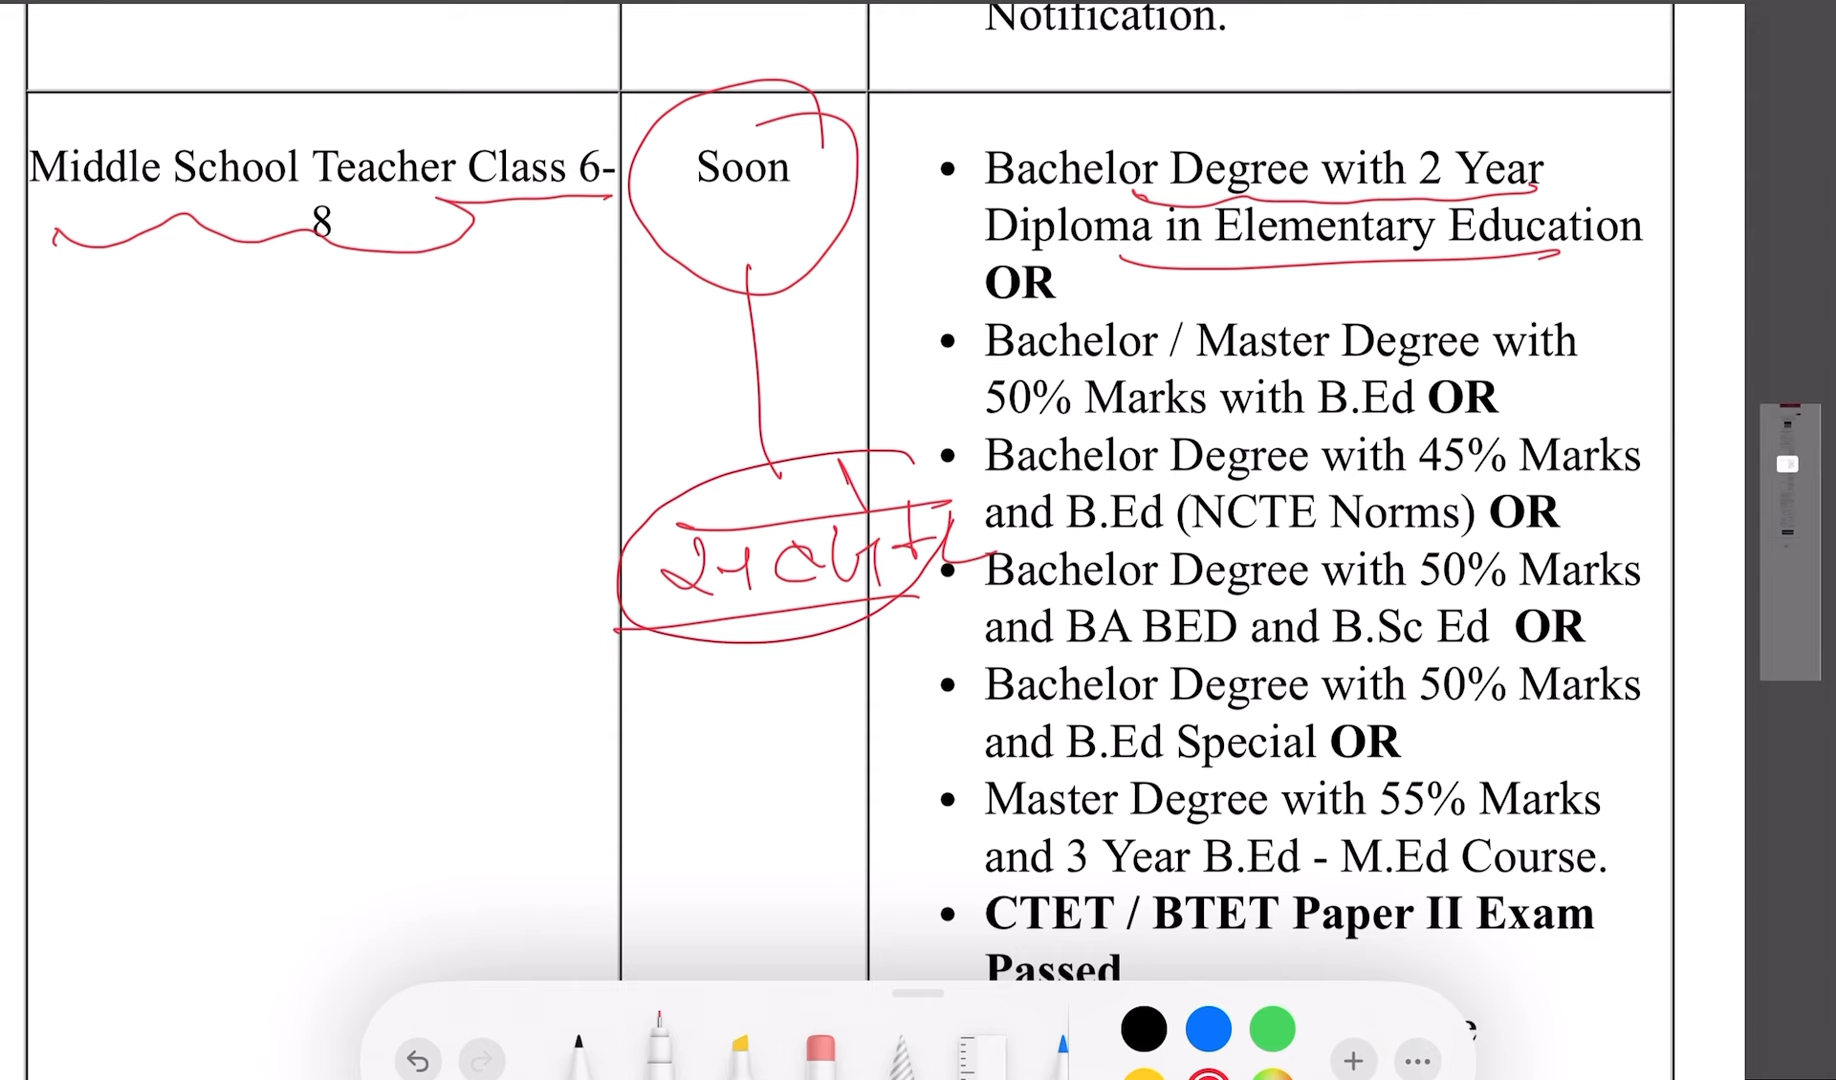 Notification.
Middle School Teacher Class 6-
8
Soon
• Bachelor Degree with 2 Year
Diploma in Elementary Education
OR
• Bachelor / Master Degree with
50% Marks with B.Ed OR
• Bachelor Degree with 45% Marks
and B.Ed (NCTE Norms) OR
• Bachelor Degree with 50% Marks
and BA BED and B.Sc Ed OR
• Bachelor Degree with 50% Marks
and B.Ed Special OR
• Master Degree with 55% Marks
and 3 Year B.Ed - M.Ed Course.
• CTET / BTET Paper II Exam
Passed